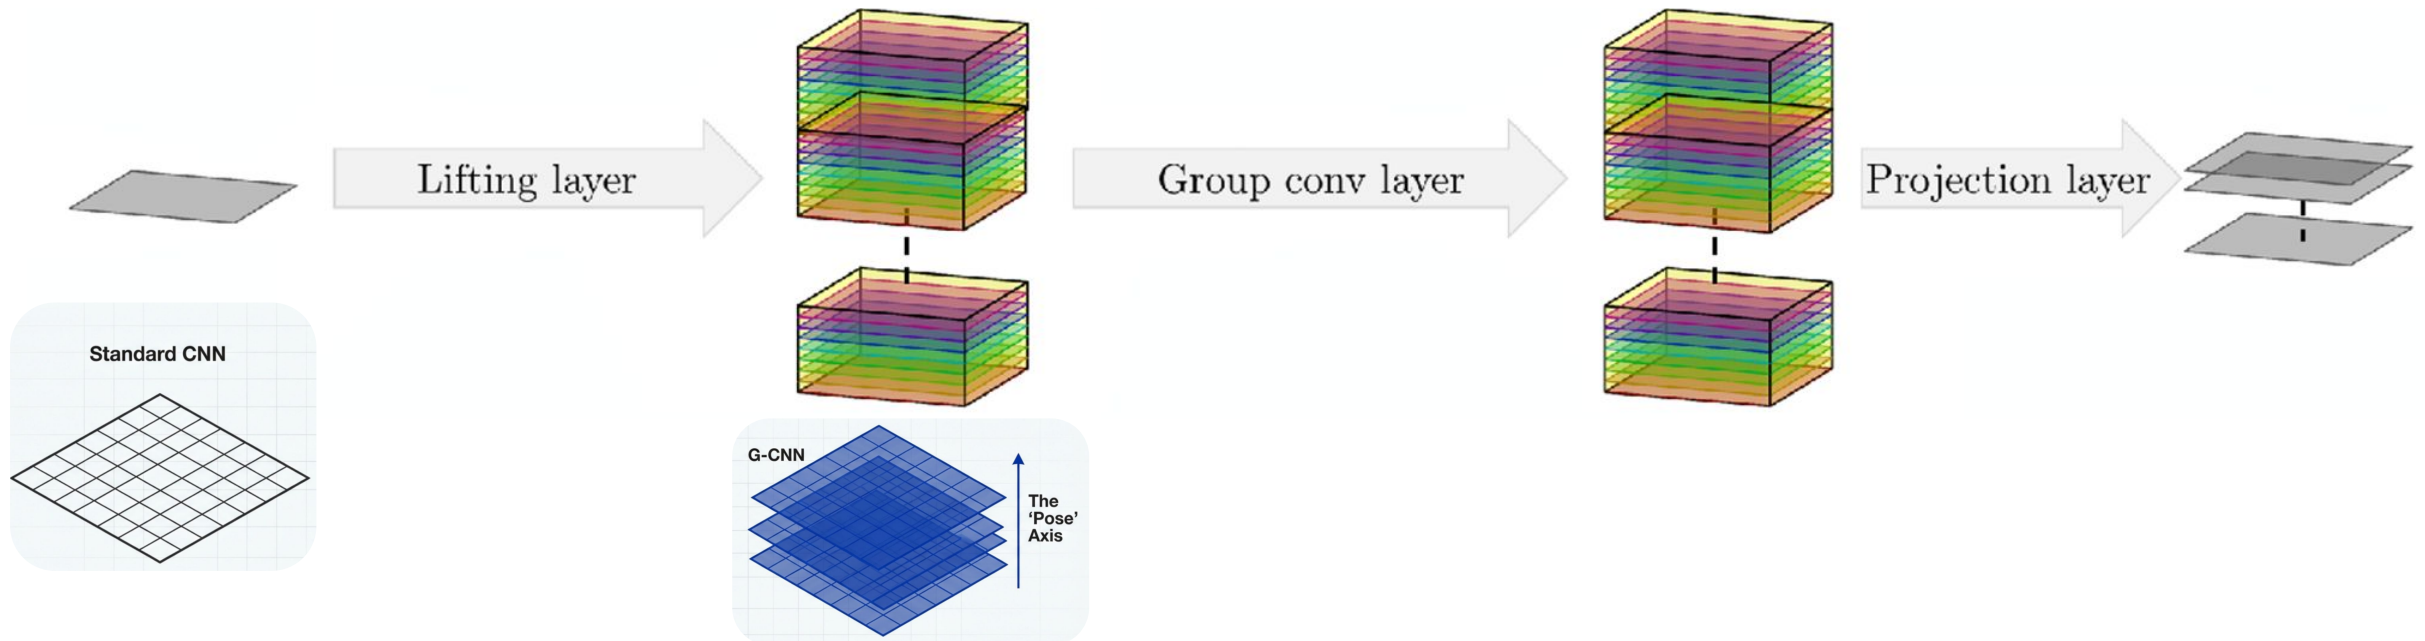 Lifting layer
Group conv layer
Projection layer
Standard CNN
G-CNN
The
‘Pose’
Axis